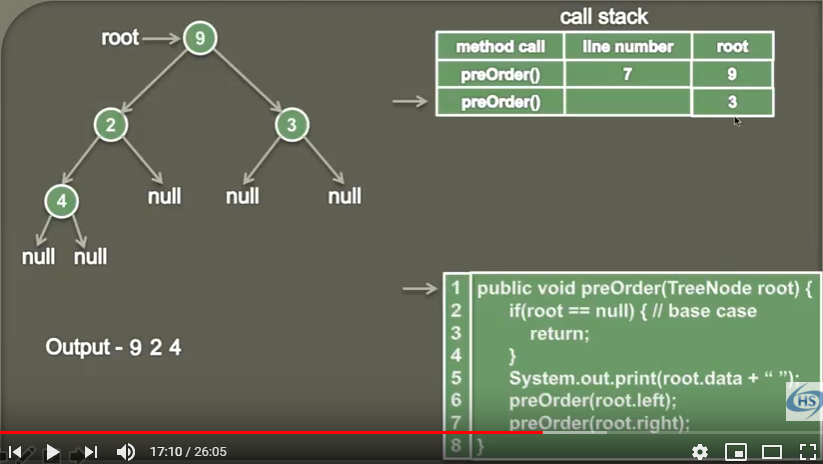 call stack
root
9
method call line number root
preOrder() 7 9
preOrder() 3
2
3
4
null
null
null
null null
Output - 9 2 4
1 public void preOrder(TreeNode root) {
2 if(root == null) { // base case
3 return;
4 }
5 System.out.print(root.data + “ ”);
6 preOrder(root.left);
7 preOrder(root.right);
8 }
HS
17:10 / 26:05